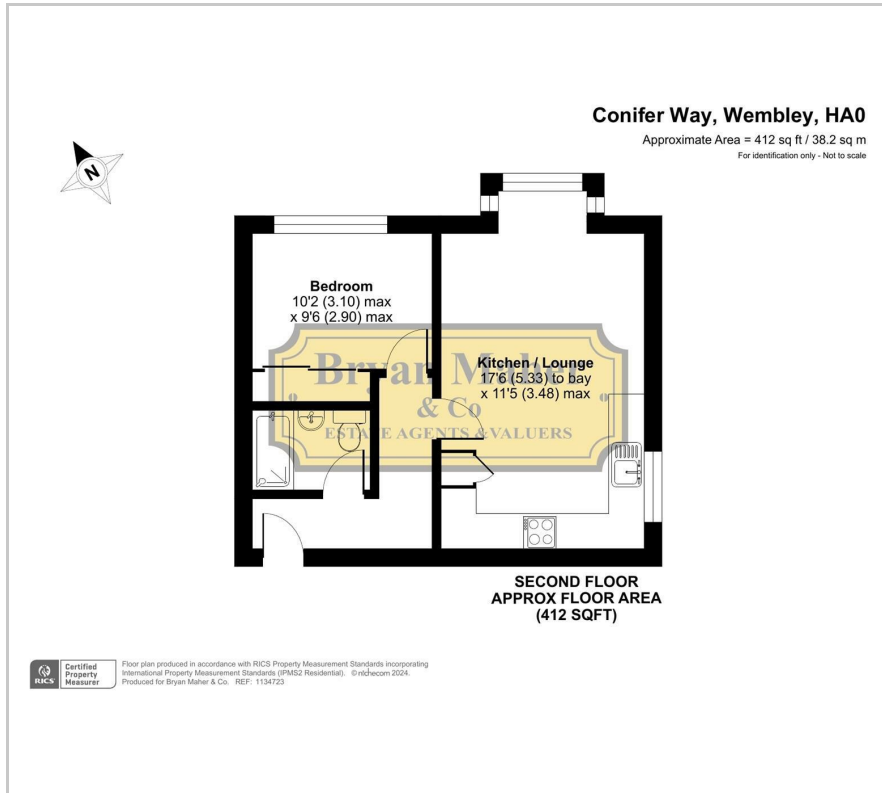 Conifer Way, Wembley, HA0
Approximate Area = 412 sq ft / 38.2 sq m
For identification only - Not to scale
N
Bedroom
10'2 (3.10) max
x 9'6 (2.90) max
Kitchen / Lounge
17'6 (5.33) to bay
x 11'5 (3.48) max
Bryan Maher
& Co
ESTATE AGENTS & VALUERS
SECOND FLOOR
APPROX FLOOR AREA
(412 SQFT)
RICS
Certified
Property
Measurer
Floor plan produced in accordance with RICS Property Measurement Standards incorporating
International Property Measurement Standards (IPMS2 Residential). © 2024.
Produced for Bryan Maher & Co. REF: 1134723